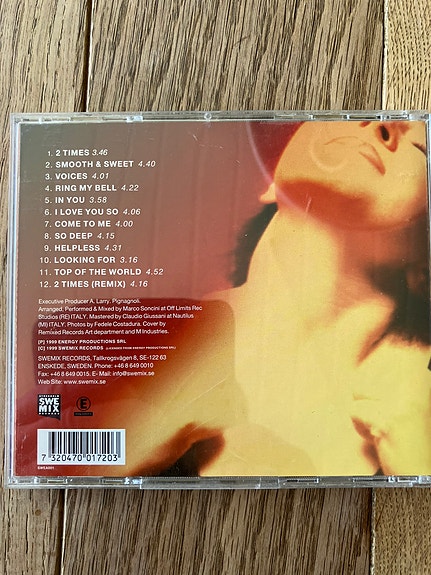 1. 2 TIMES 3.46
2. SMOOTH & SWEET 4.40
3. VOICES 4.01
4. RING MY BELL 4.22
5. IN YOU 3.58
6. I LOVE YOU SO 4.06
7. COME TO ME 4.00
8. SO DEEP 4.15
9. HELPLESS 4.31
10. LOOKING FOR 3.16
11. TOP OF THE WORLD 4.52
12. 2 TIMES (REMIX) 4.16
Executive Producer A. Larry. Pignagnoli.
Arranged, Performed & Mixed by Marco Soncini at Off Limits Rec
Studios (RE) ITALY. Mastered by Claudio Giussani at Nautilus
(MI) ITALY. Photos by Fedele Costadura. Cover by
Remixed Records Art department and M Industries.
[P] 1999 ENERGY PRODUCTIONS SRL
[C] 1999 SWEMIX RECORDS (LICENSED FROM ENERGY PRODUCTIONS SRL)
SWEMIX RECORDS, Tallkrogsvägen 8, SE-122 63
ENSKEDE, SWEDEN. Phone: +46 8 649 0010
Fax: +46 8 649 0015. E- Mail: info@swemix.se
Web Site: www.swemix.se
SWE
MIX
RECORDS
E
7 320470 017203